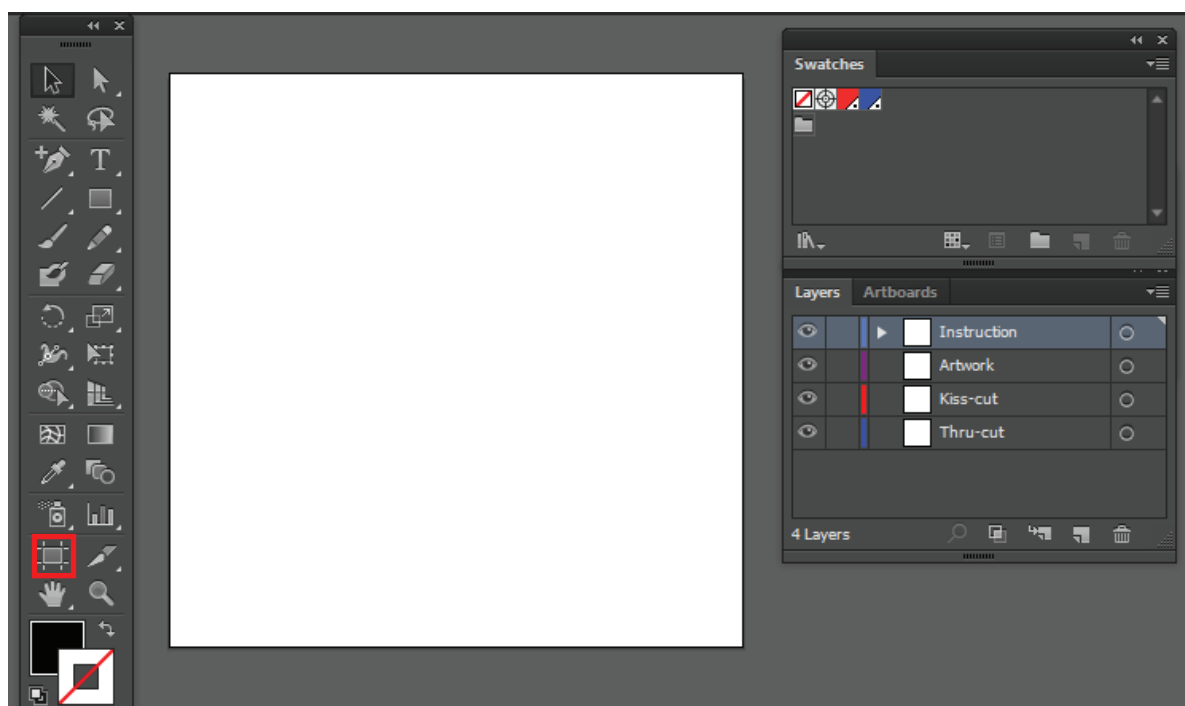 Swatches
Layers Artboards
Instruction
Artwork
Kiss-cut
Thru-cut
4 Layers